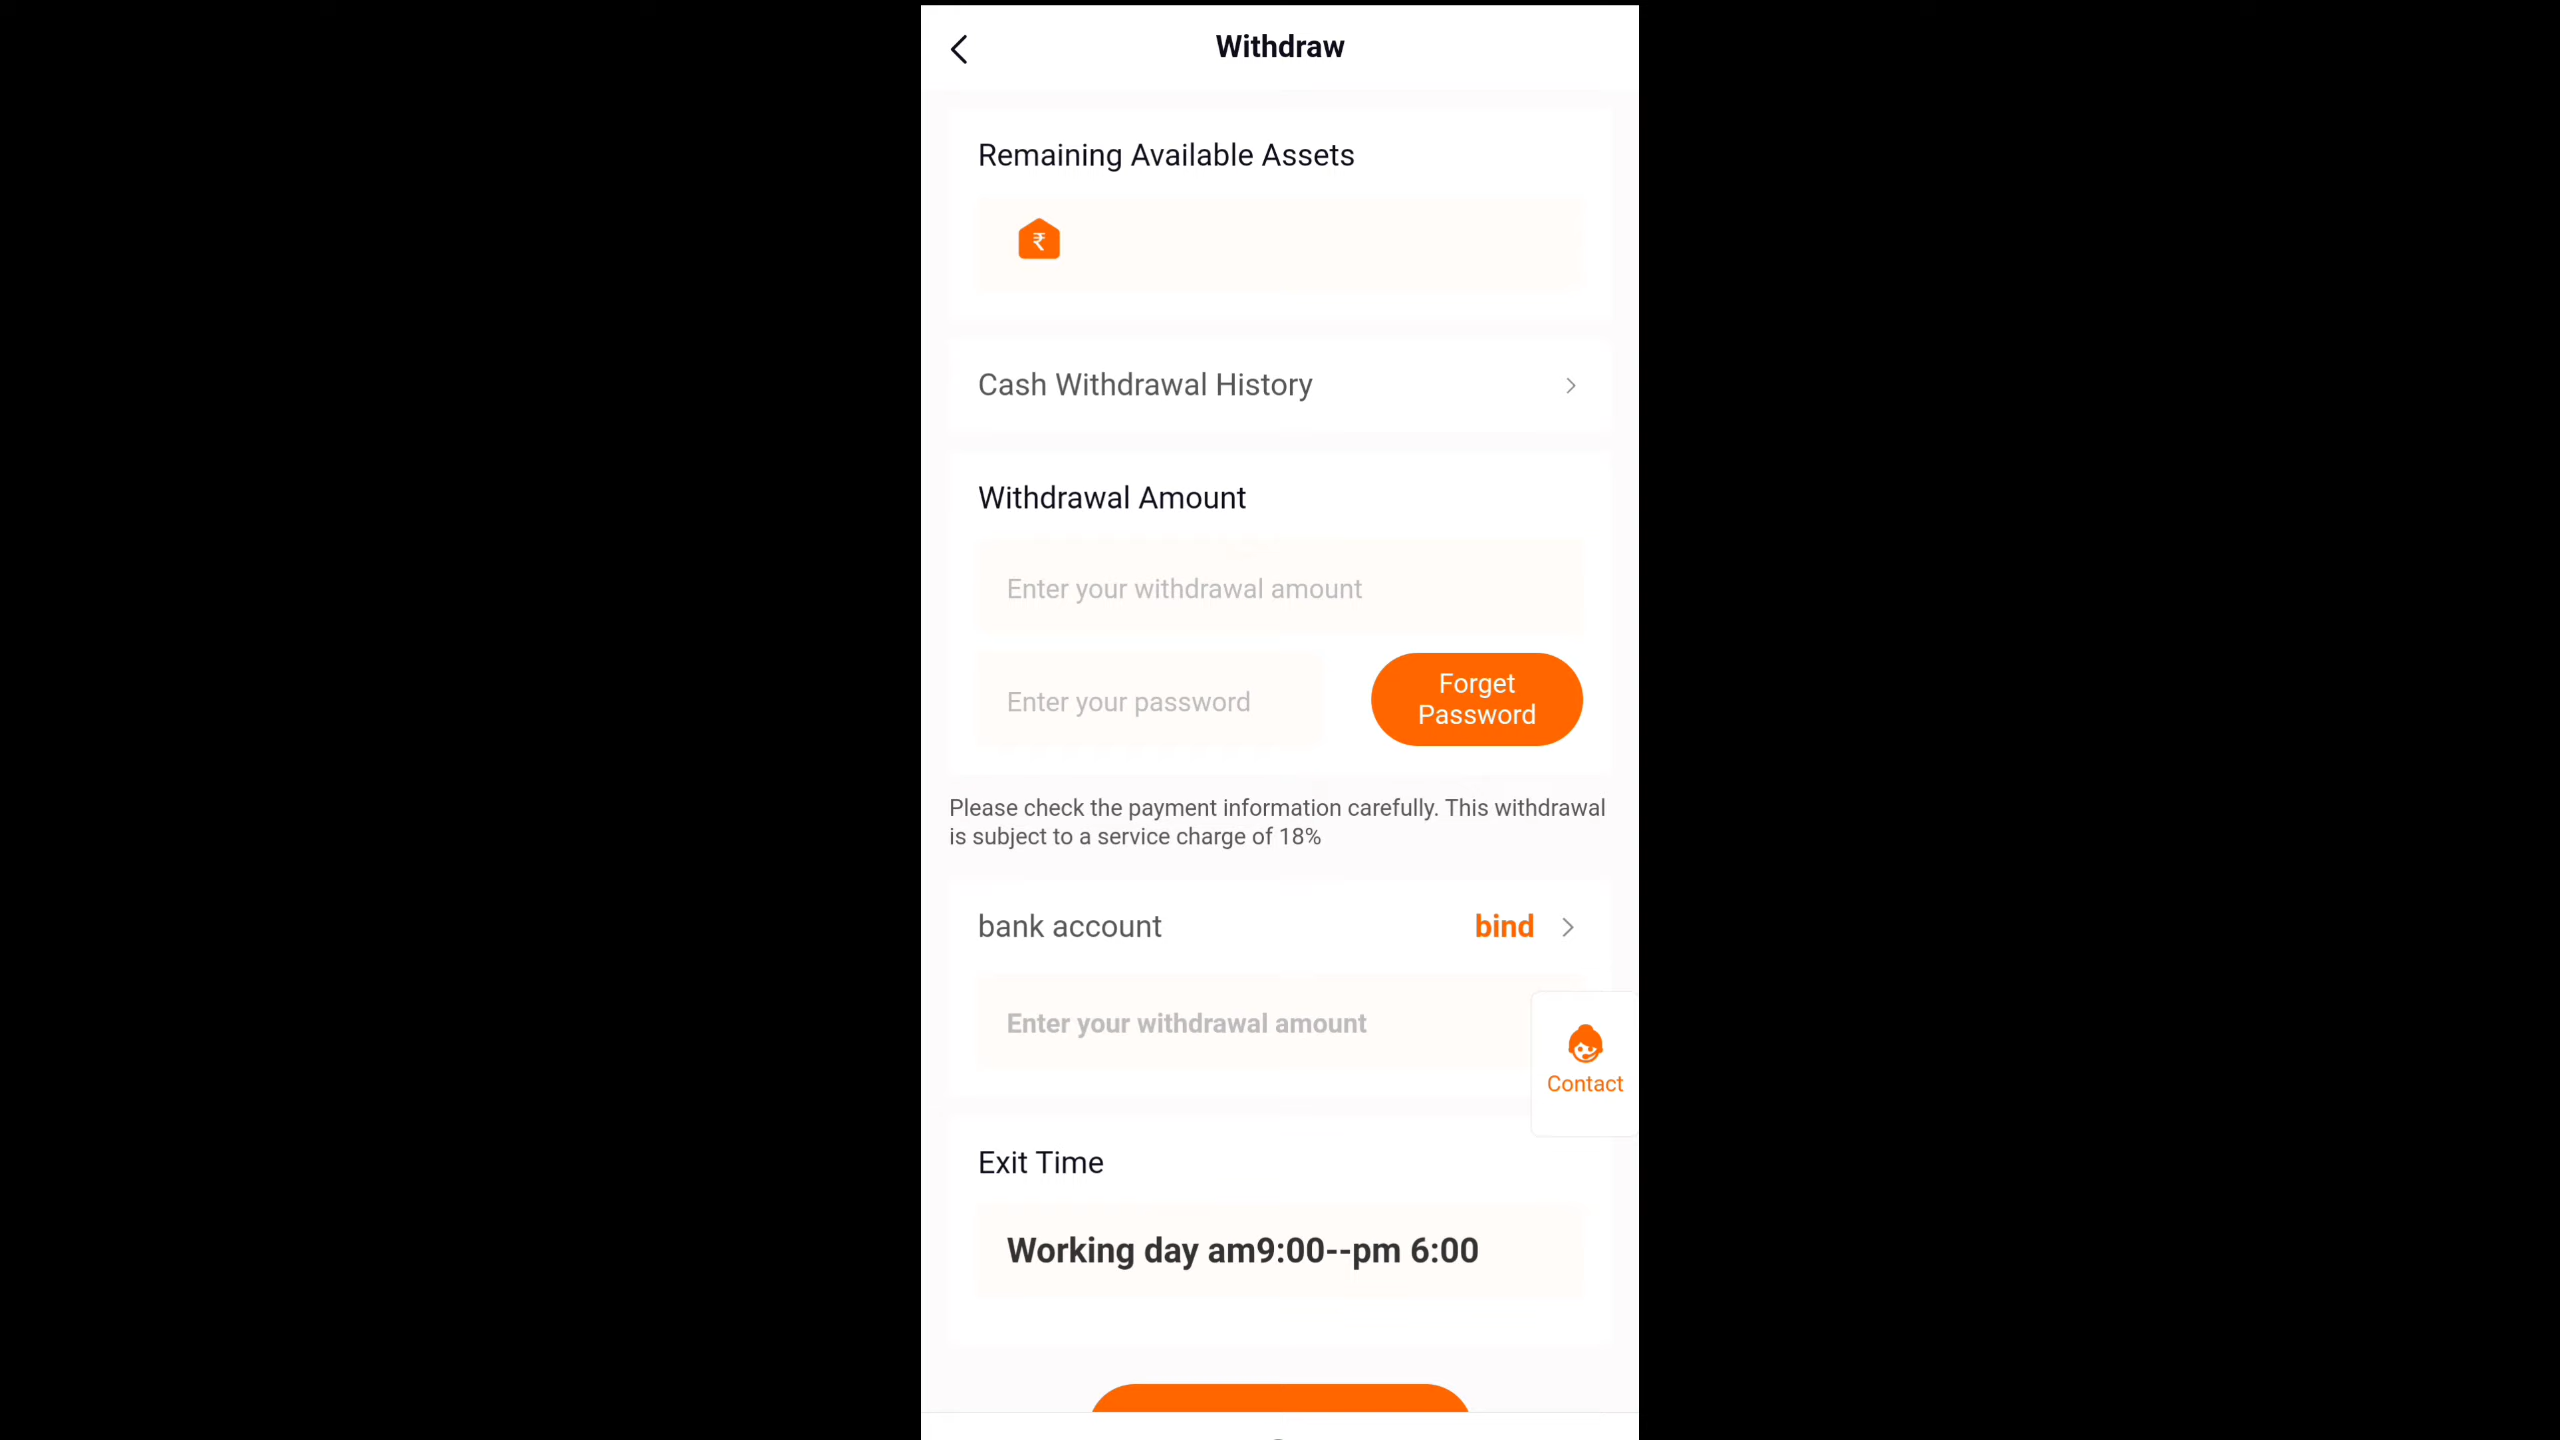 Withdraw
Remaining Available Assets
₹
Cash Withdrawal History
Withdrawal Amount
Enter your withdrawal amount
Enter your password
Forget
Password
Please check the payment information carefully. This withdrawal
is subject to a service charge of 18%
bank account
bind
Enter your withdrawal amount
Contact
Exit Time
Working day am9:00--pm 6:00